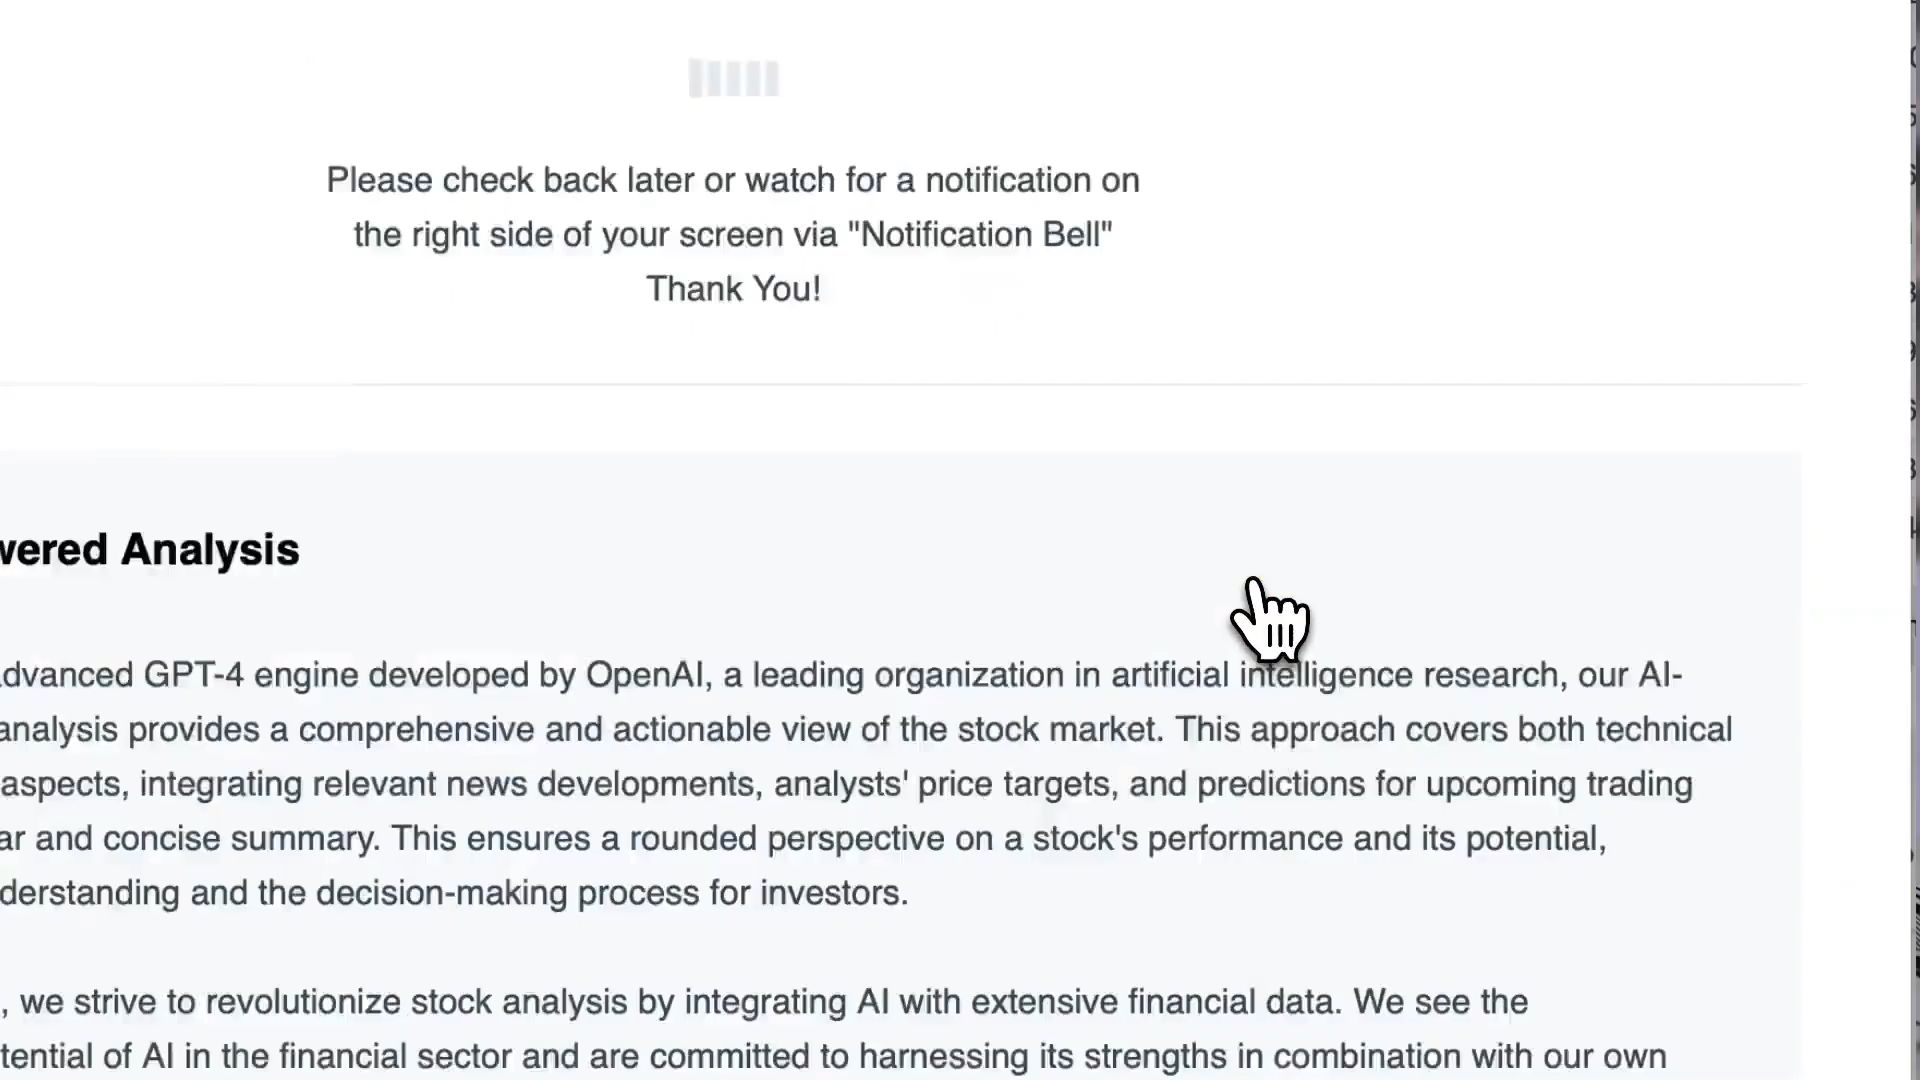 Please check back later or watch for a notification on
the right side of your screen via "Notification Bell"
Thank You!
wered Analysis
dvanced GPT-4 engine developed by OpenAI, a leading organization in artificial intelligence research, our AI-
analysis provides a comprehensive and actionable view of the stock market. This approach covers both technical
aspects, integrating relevant news developments, analysts' price targets, and predictions for upcoming trading
ar and concise summary. This ensures a rounded perspective on a stock's performance and its potential,
derstanding and the decision-making process for investors.
, we strive to revolutionize stock analysis by integrating AI with extensive financial data. We see the
tential of AI in the financial sector and are committed to harnessing its strengths in combination with our own